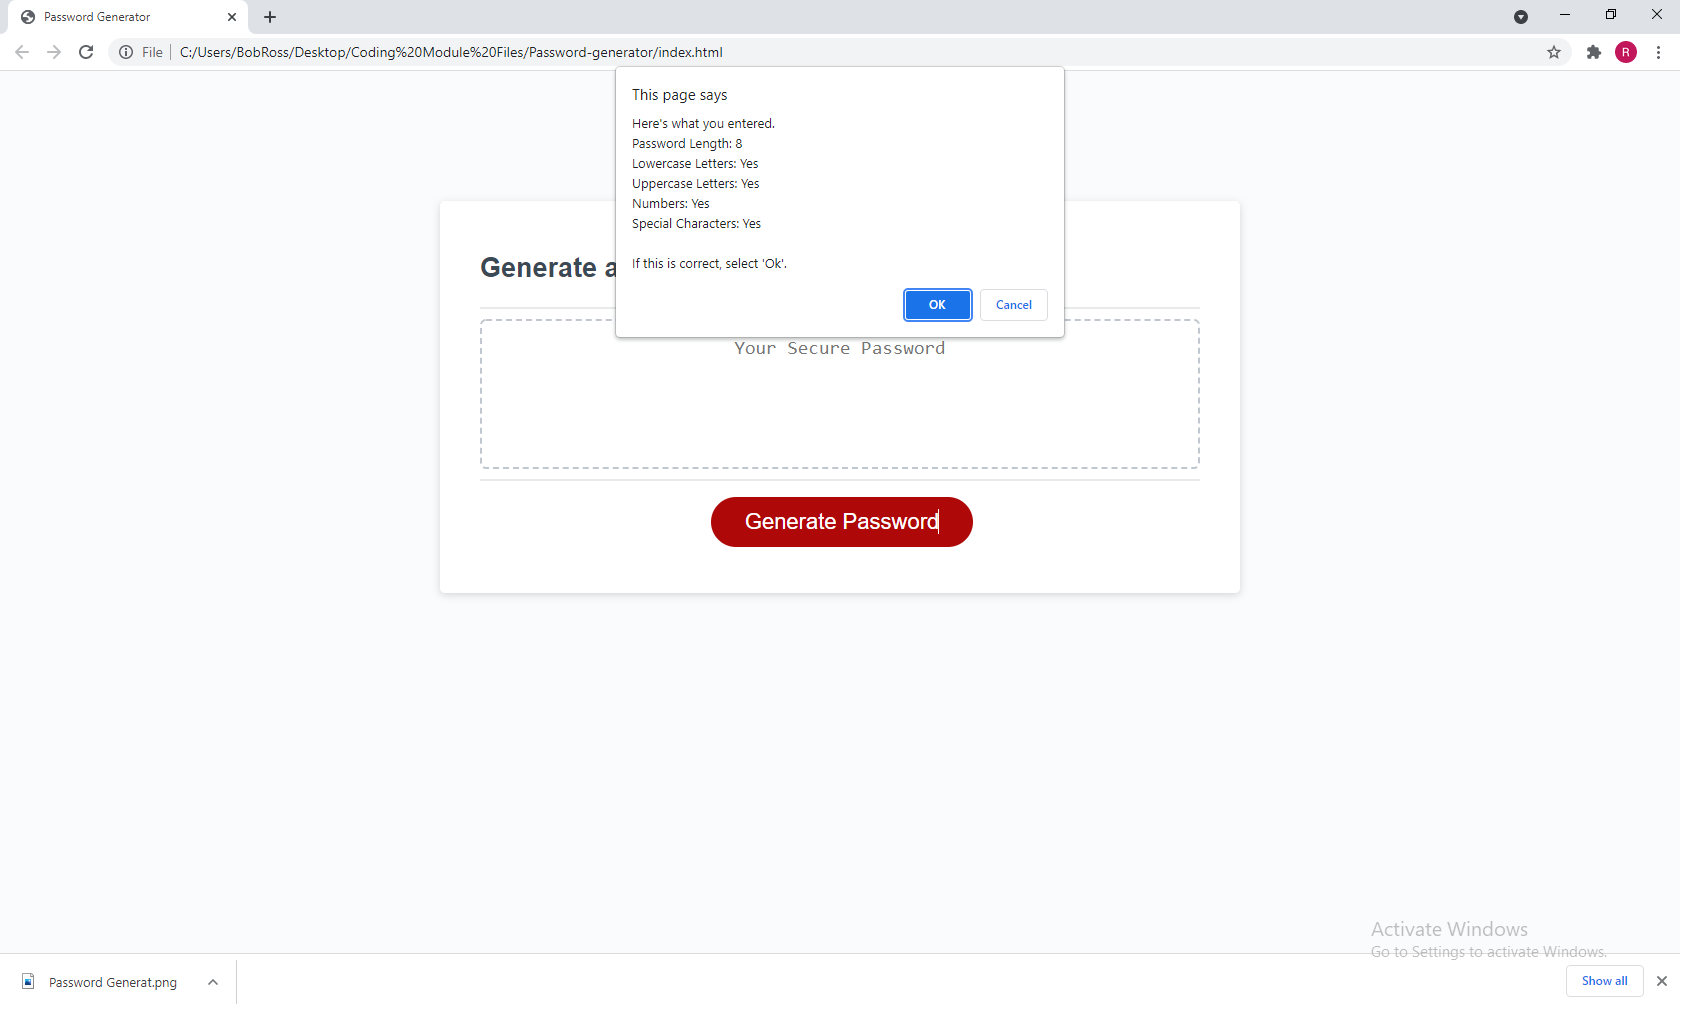 Password Generator
File
C:/Users/BobRoss/Desktop/Coding%20Module%20Files/Password-generator/index.html
R
This page says
Here's what you entered.
Password Length: 8
Lowercase Letters: Yes
Uppercase Letters: Yes
Numbers: Yes
Special Characters: Yes
If this is correct, select 'Ok'.
OK Cancel
Generate a
Your Secure Password
Generate Password
Activate Windows
Go to Settings to activate Windows.
Password Generat.png
Show all